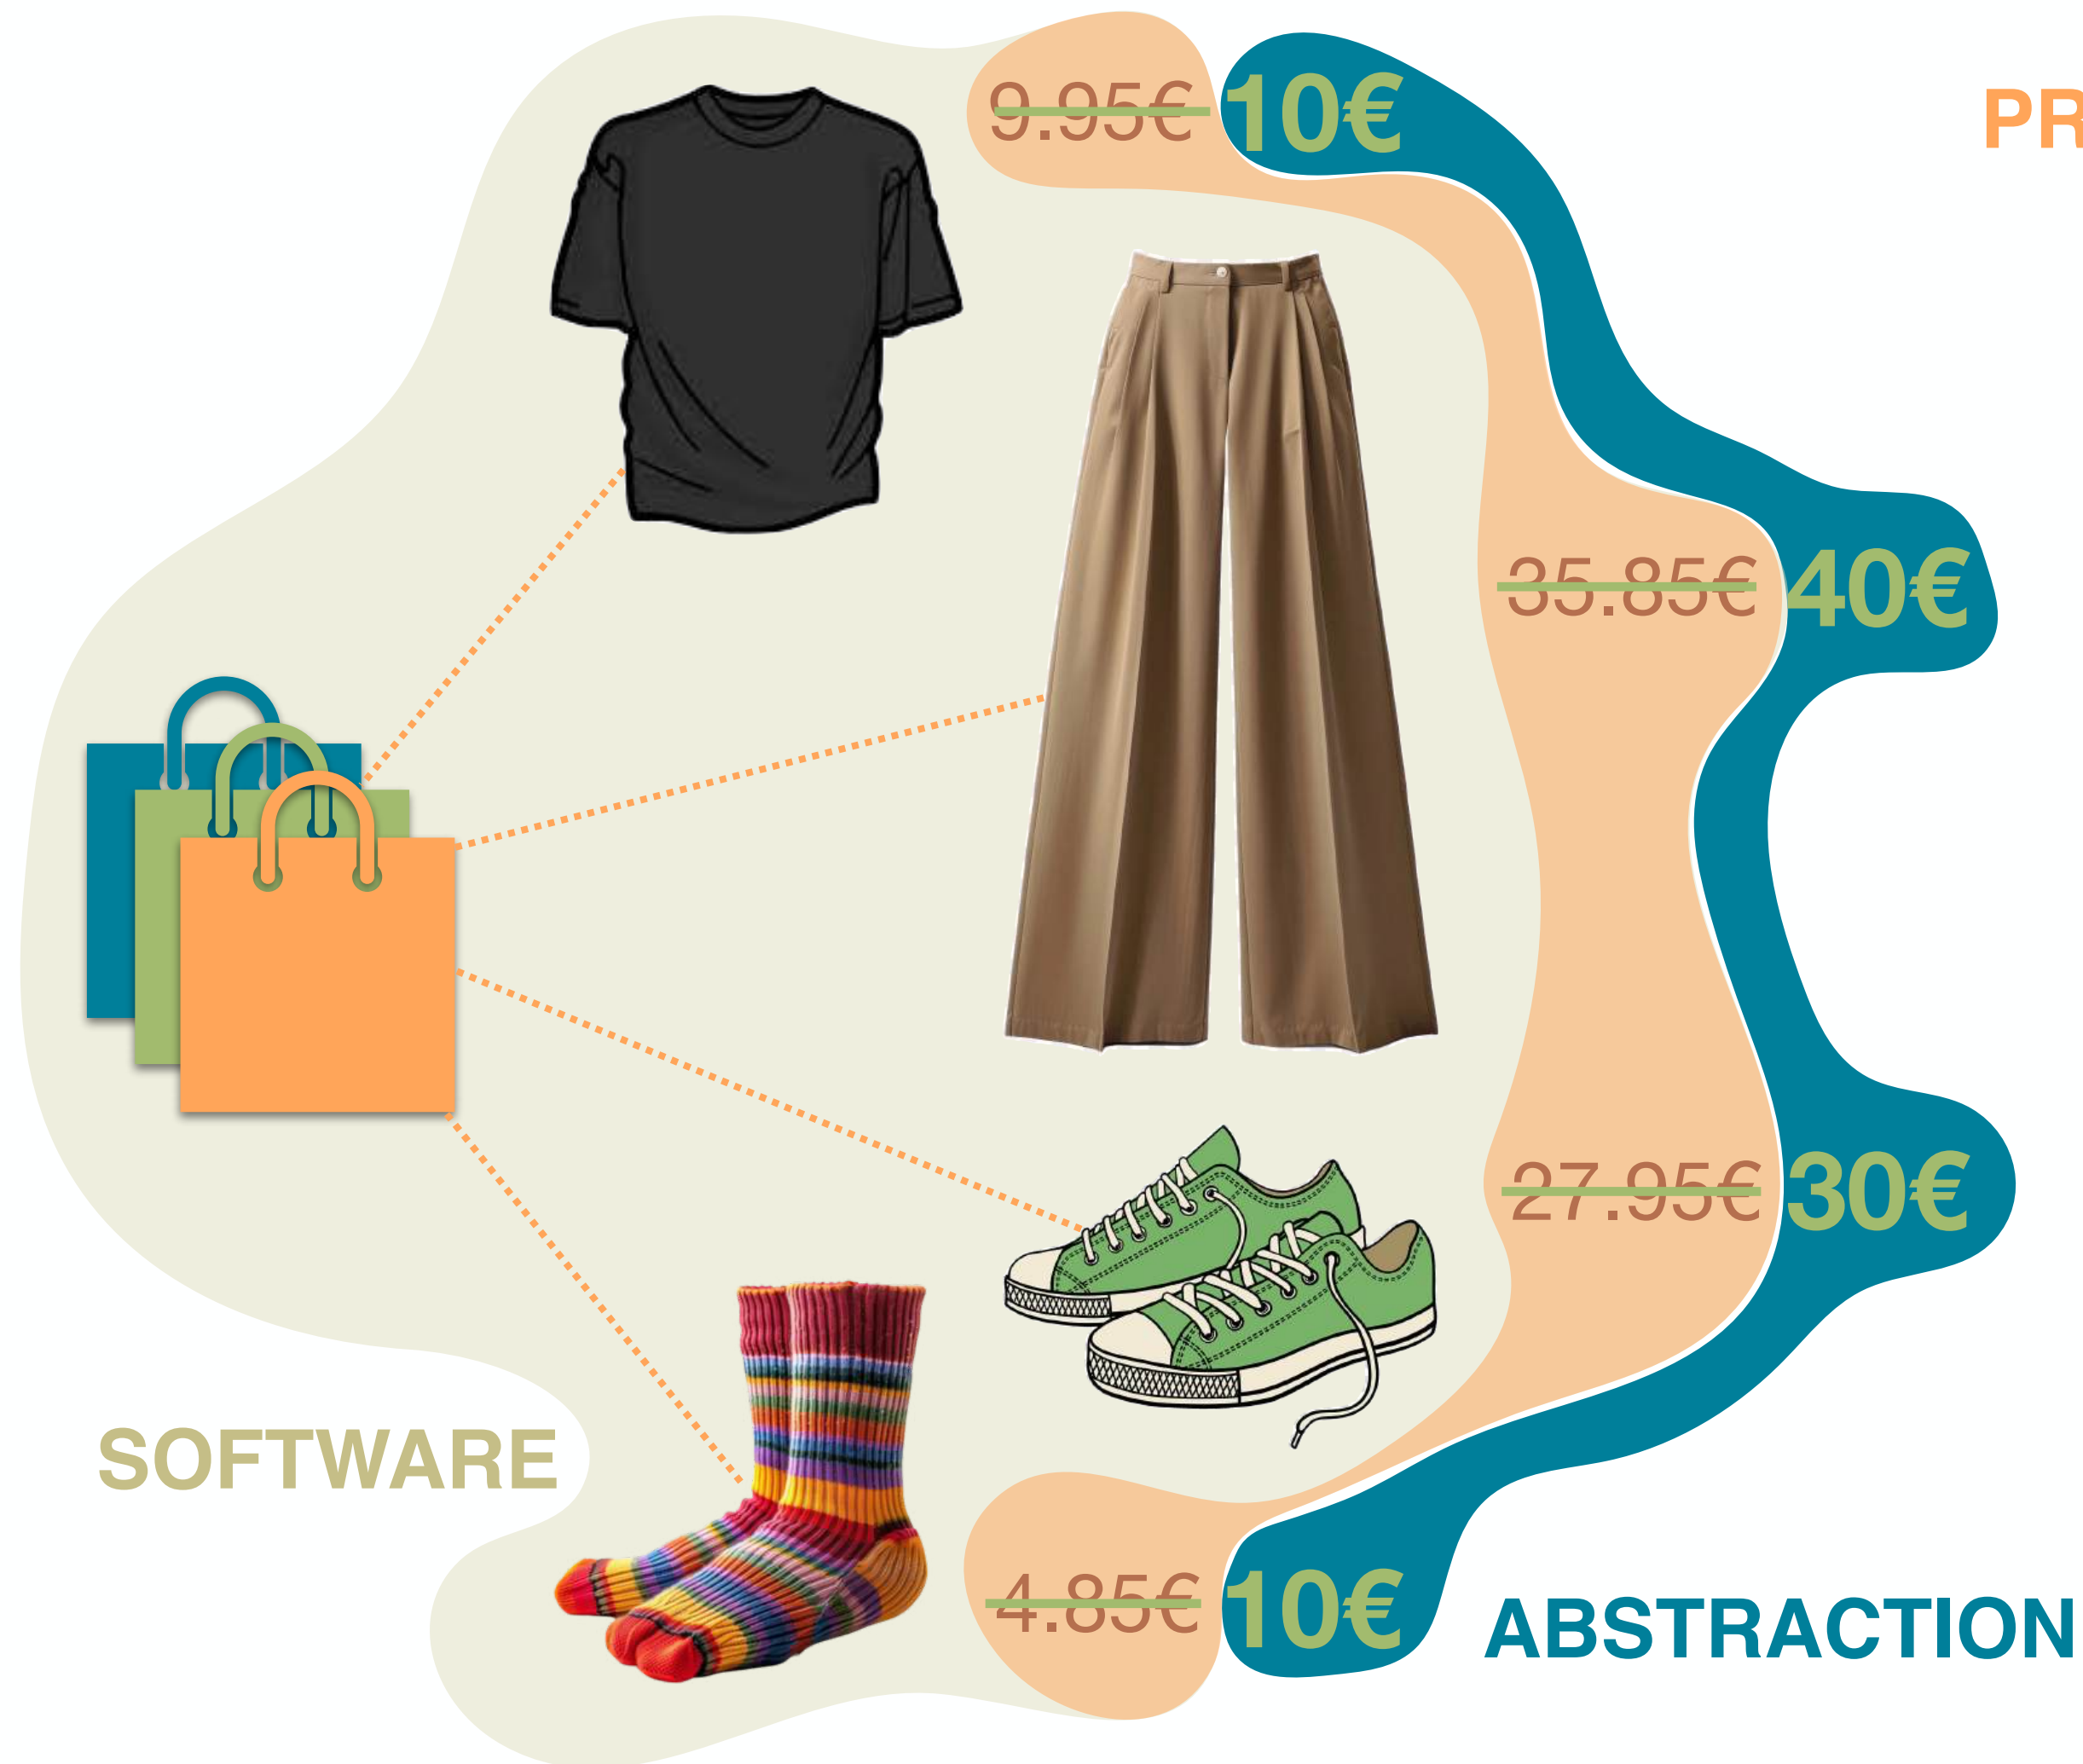 9.95€ 10€
PR
35.85€ 40€
27.95€ 30€
SOFTWARE
4.85€ 10€
ABSTRACTION